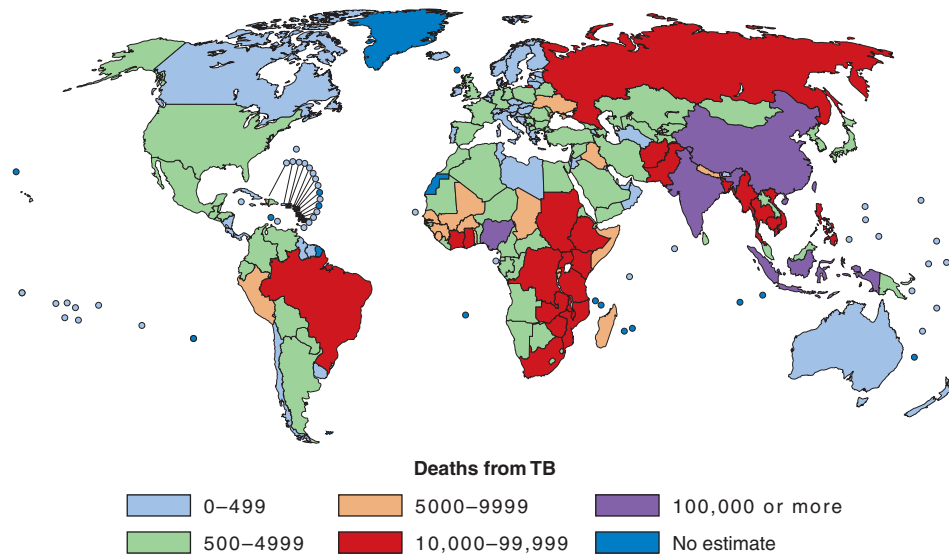 Deaths from TB
0–499
5000–9999
100,000 or more
500–4999
10,000–99,999
No estimate